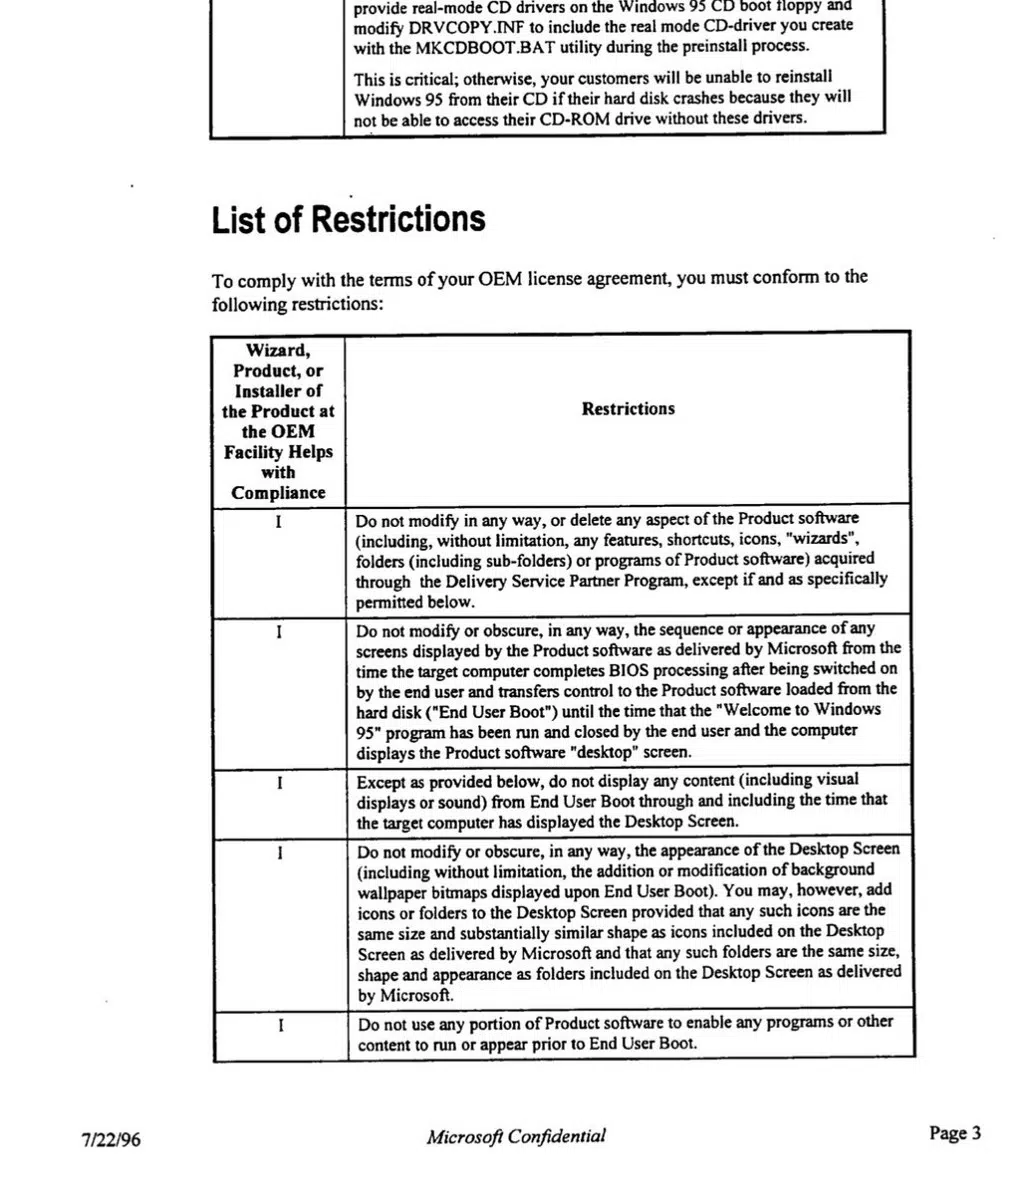 provide real-mode CD drivers on the Windows 95 CD boot floppy and
modify DRVCOPY.INF to include the real mode CD-driver you create
with the MKCDBOOT.BAT utility during the preinstall process.
This is critical; otherwise, your customers will be unable to reinstall
Windows 95 from their CD if their hard disk crashes because they will
not be able to access their CD-ROM drive without these drivers.
List of Restrictions
To comply with the terms of your OEM license agreement, you must conform to the
following restrictions:
Wizard,
Product, or
Installer of
the Product at
the OEM
Facility Helps
with
Compliance
Restrictions
I
Do not modify in any way, or delete any aspect of the Product software
(including, without limitation, any features, shortcuts, icons, "wizards",
folders (including sub-folders) or programs of Product software) acquired
through the Delivery Service Partner Program, except if and as specifically
permitted below.
I
Do not modify or obscure, in any way, the sequence or appearance of any
screens displayed by the Product software as delivered by Microsoft from the
time the target computer completes BIOS processing after being switched on
by the end user and transfers control to the Product software loaded from the
hard disk ("End User Boot") until the time that the "Welcome to Windows
95" program has been run and closed by the end user and the computer
displays the Product software "desktop" screen.
I
Except as provided below, do not display any content (including visual
displays or sound) from End User Boot through and including the time that
the target computer has displayed the Desktop Screen.
I
Do not modify or obscure, in any way, the appearance of the Desktop Screen
(including without limitation, the addition or modification of background
wallpaper bitmaps displayed upon End User Boot). You may, however, add
icons or folders to the Desktop Screen provided that any such icons are the
same size and substantially similar shape as icons included on the Desktop
Screen as delivered by Microsoft and that any such folders are the same size,
shape and appearance as folders included on the Desktop Screen as delivered
by Microsoft.
I
Do not use any portion of Product software to enable any programs or other
content to run or appear prior to End User Boot.
7/22/96
Microsoft Confidential
Page 3